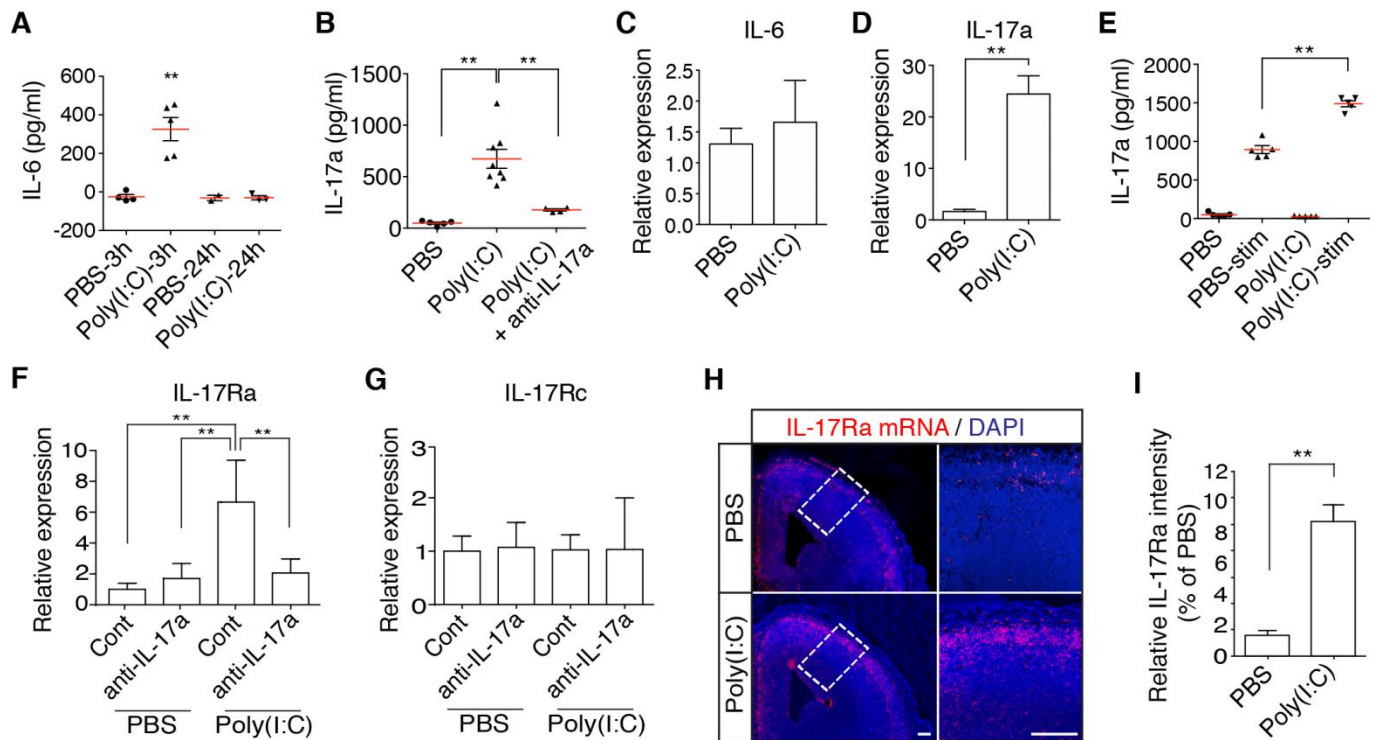 A
IL-6 (pg/ml)
600
400
200
0
-200
**
PBS-3h
Poly(I:C)-3h
PBS-24h
Poly(I:C)-24h
B
IL-17a (pg/ml)
1500
1000
500
0
** **
PBS
Poly(I:C)
Poly(I:C)
+ anti-IL-17a
C
IL-6
Relative expression
2.5
2.0
1.5
1.0
0.5
0.0
PBS
Poly(I:C)
D
IL-17a
Relative expression
30
20
10
0
**
PBS
Poly(I:C)
E
IL-17a (pg/ml)
2000
1500
1000
500
0
**
PBS
PBS-stim
Poly(I:C)
Poly(I:C)-stim
F
IL-17Ra
Relative expression
10
8
6
4
2
0
**
** **
Cont
anti-IL-17a
Cont
anti-IL-17a
PBS
Poly(I:C)
G
IL-17Rc
Relative expression
3
2
1
0
Cont
anti-IL-17a
Cont
anti-IL-17a
PBS
Poly(I:C)
H
IL-17Ra mRNA / DAPI
PBS
Poly(I:C)
I
Relative IL-17Ra intensity
(% of PBS)
12
10
8
6
4
2
0
**
PBS
Poly(I:C)